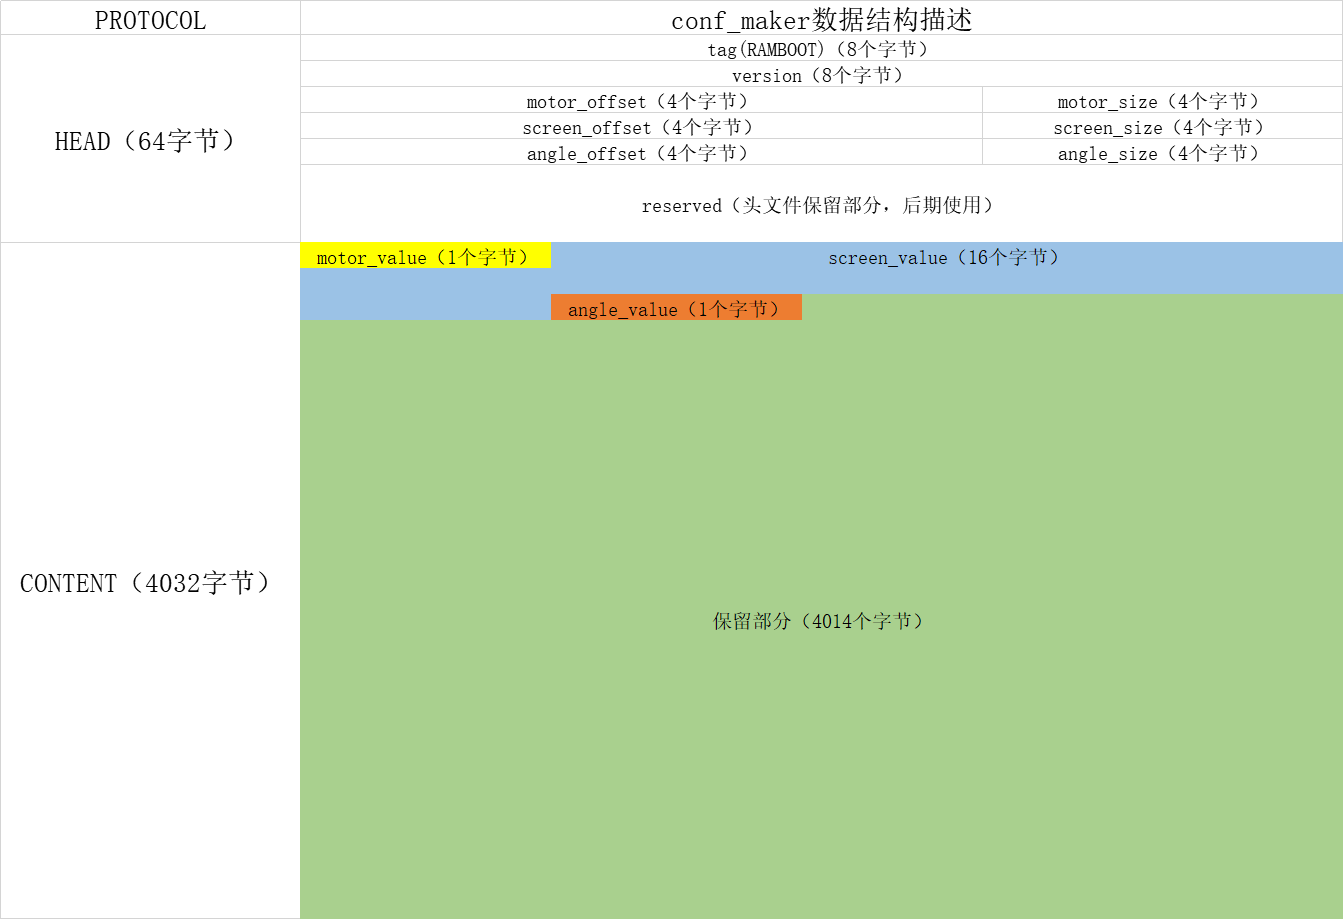 PROTOCOL
conf_maker数据结构描述
HEAD（64字节）
tag(RAMBOOT)（8个字节）
version（8个字节）
motor_offset（4个字节）
motor_size（4个字节）
screen_offset（4个字节）
screen_size（4个字节）
angle_offset（4个字节）
angle_size（4个字节）
reserved（头文件保留部分，后期使用）
CONTENT（4032字节）
motor_value（1个字节）
screen_value（16个字节）
angle_value（1个字节）
保留部分（4014个字节）